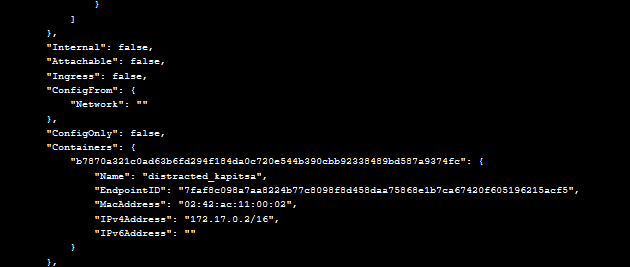 }
]
},
"Internal": false,
"Attachable": false,
"Ingress": false,
"ConfigFrom": {
"Network": ""
},
"ConfigOnly": false,
"Containers": {
"b7870a321c0ad63b6fd294f184da0c720e544b390cbb92338489bd587a9374fc": {
"Name": "distracted_kapitsa",
"EndpointID": "7faf8c098a7aa8224b77c8098f8d458daa75868e1b7ca67420f605196215acf5",
"MacAddress": "02:42:ac:11:00:02",
"IPv4Address": "172.17.0.2/16",
"IPv6Address": ""
}
},